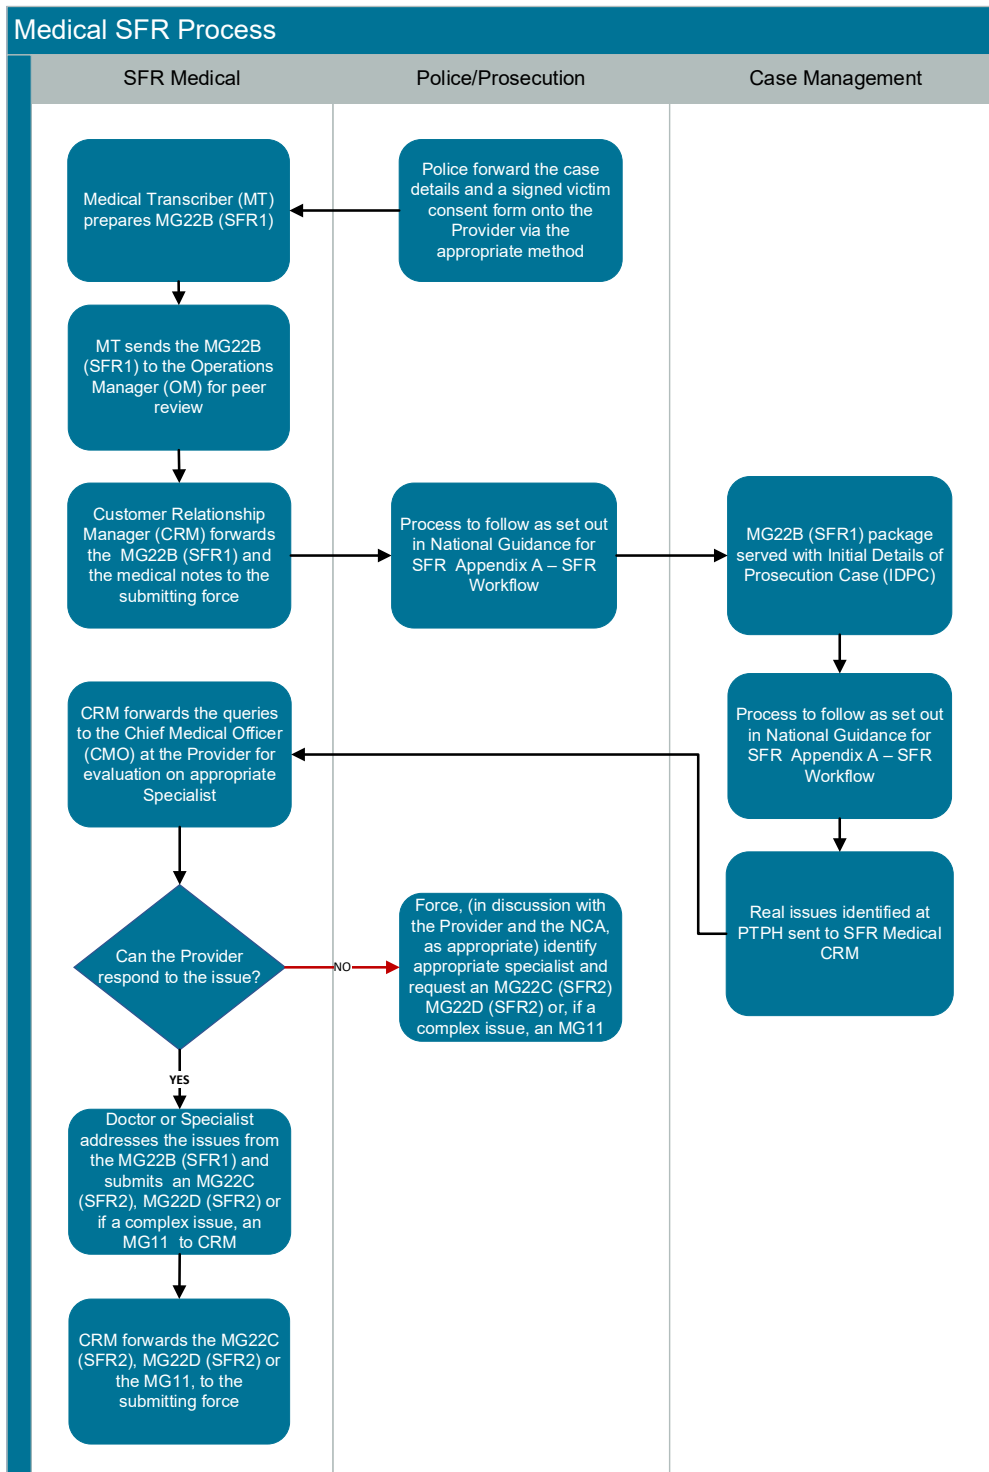 Medical SFR Process
SFR Medical
Police/Prosecution
Case Management
Police forward the case
details and a signed victim
consent form onto the
Provider via the
appropriate method
Medical Transcriber (MT)
prepares MG22B (SFR1)
MT sends the MG22B
(SFR1) to the Operations
Manager (OM) for peer
review
Customer Relationship
Manager (CRM) forwards
the MG22B (SFR1) and
the medical notes to the
submitting force
Process to follow as set out
in National Guidance for
SFR Appendix A – SFR
Workflow
MG22B (SFR1) package
served with Initial Details of
Prosecution Case (IDPC)
Process to follow as set out
in National Guidance for
SFR Appendix A – SFR
Workflow
Real issues identified at
PTPH sent to SFR Medical
CRM
CRM forwards the queries
to the Chief Medical Officer
(CMO) at the Provider for
evaluation on appropriate
Specialist
Can the Provider
respond to the issue?
NO
Force, (in discussion with
the Provider and the NCA,
as appropriate) identify
appropriate specialist and
request an MG22C (SFR2)
MG22D (SFR2) or, if a
complex issue, an MG11
YES
Doctor or Specialist
addresses the issues from
the MG22B (SFR1) and
submits an MG22C
(SFR2), MG22D (SFR2) or
if a complex issue, an
MG11 to CRM
CRM forwards the MG22C
(SFR2), MG22D (SFR2) or
the MG11, to the
submitting force